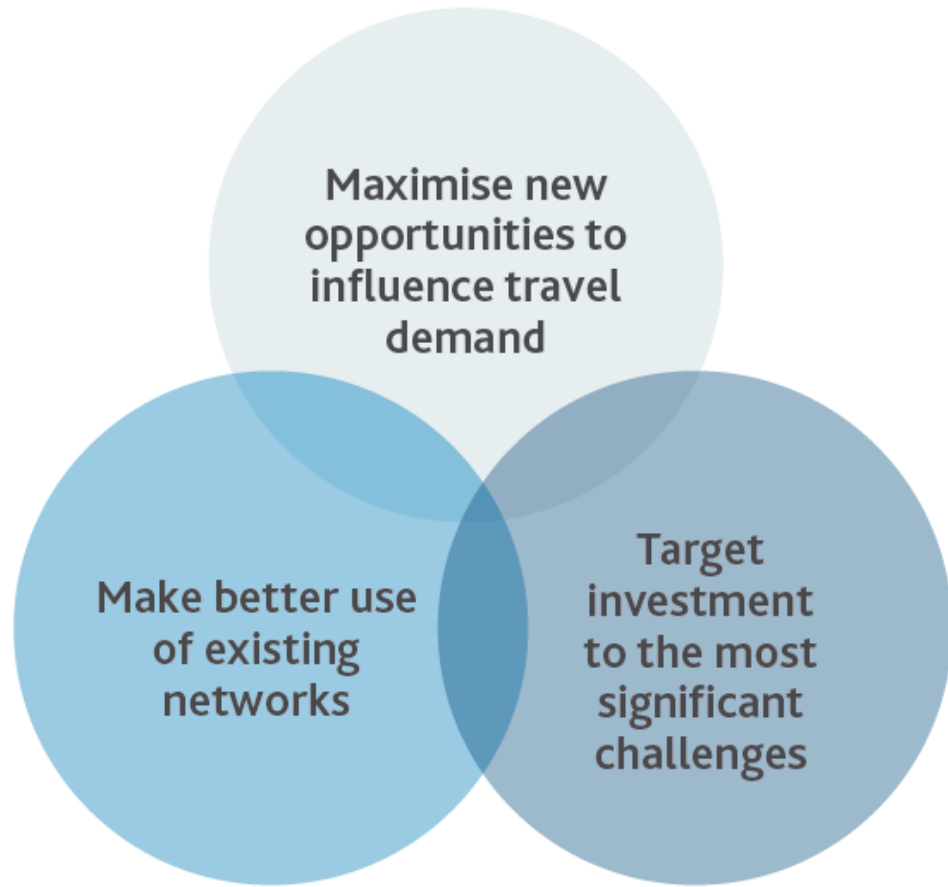 Maximise new
opportunities to
influence travel
demand
Make better use
of existing
networks
Target
investment
to the most
significant
challenges